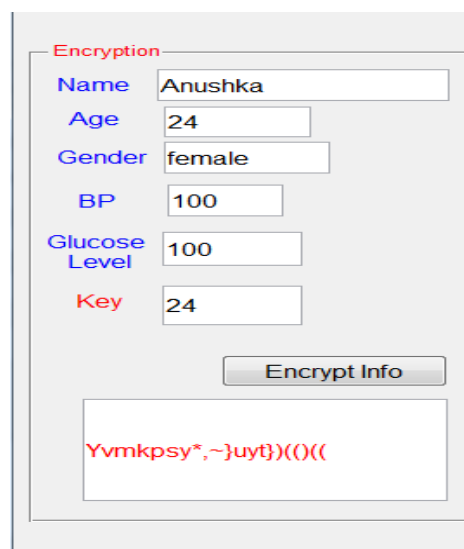 Encryption
Name Anushka
Age 24
Gender female
BP 100
Glucose
Level 100
Key 24
Encrypt Info
Yvmkpsy*,~}uyt})(()((